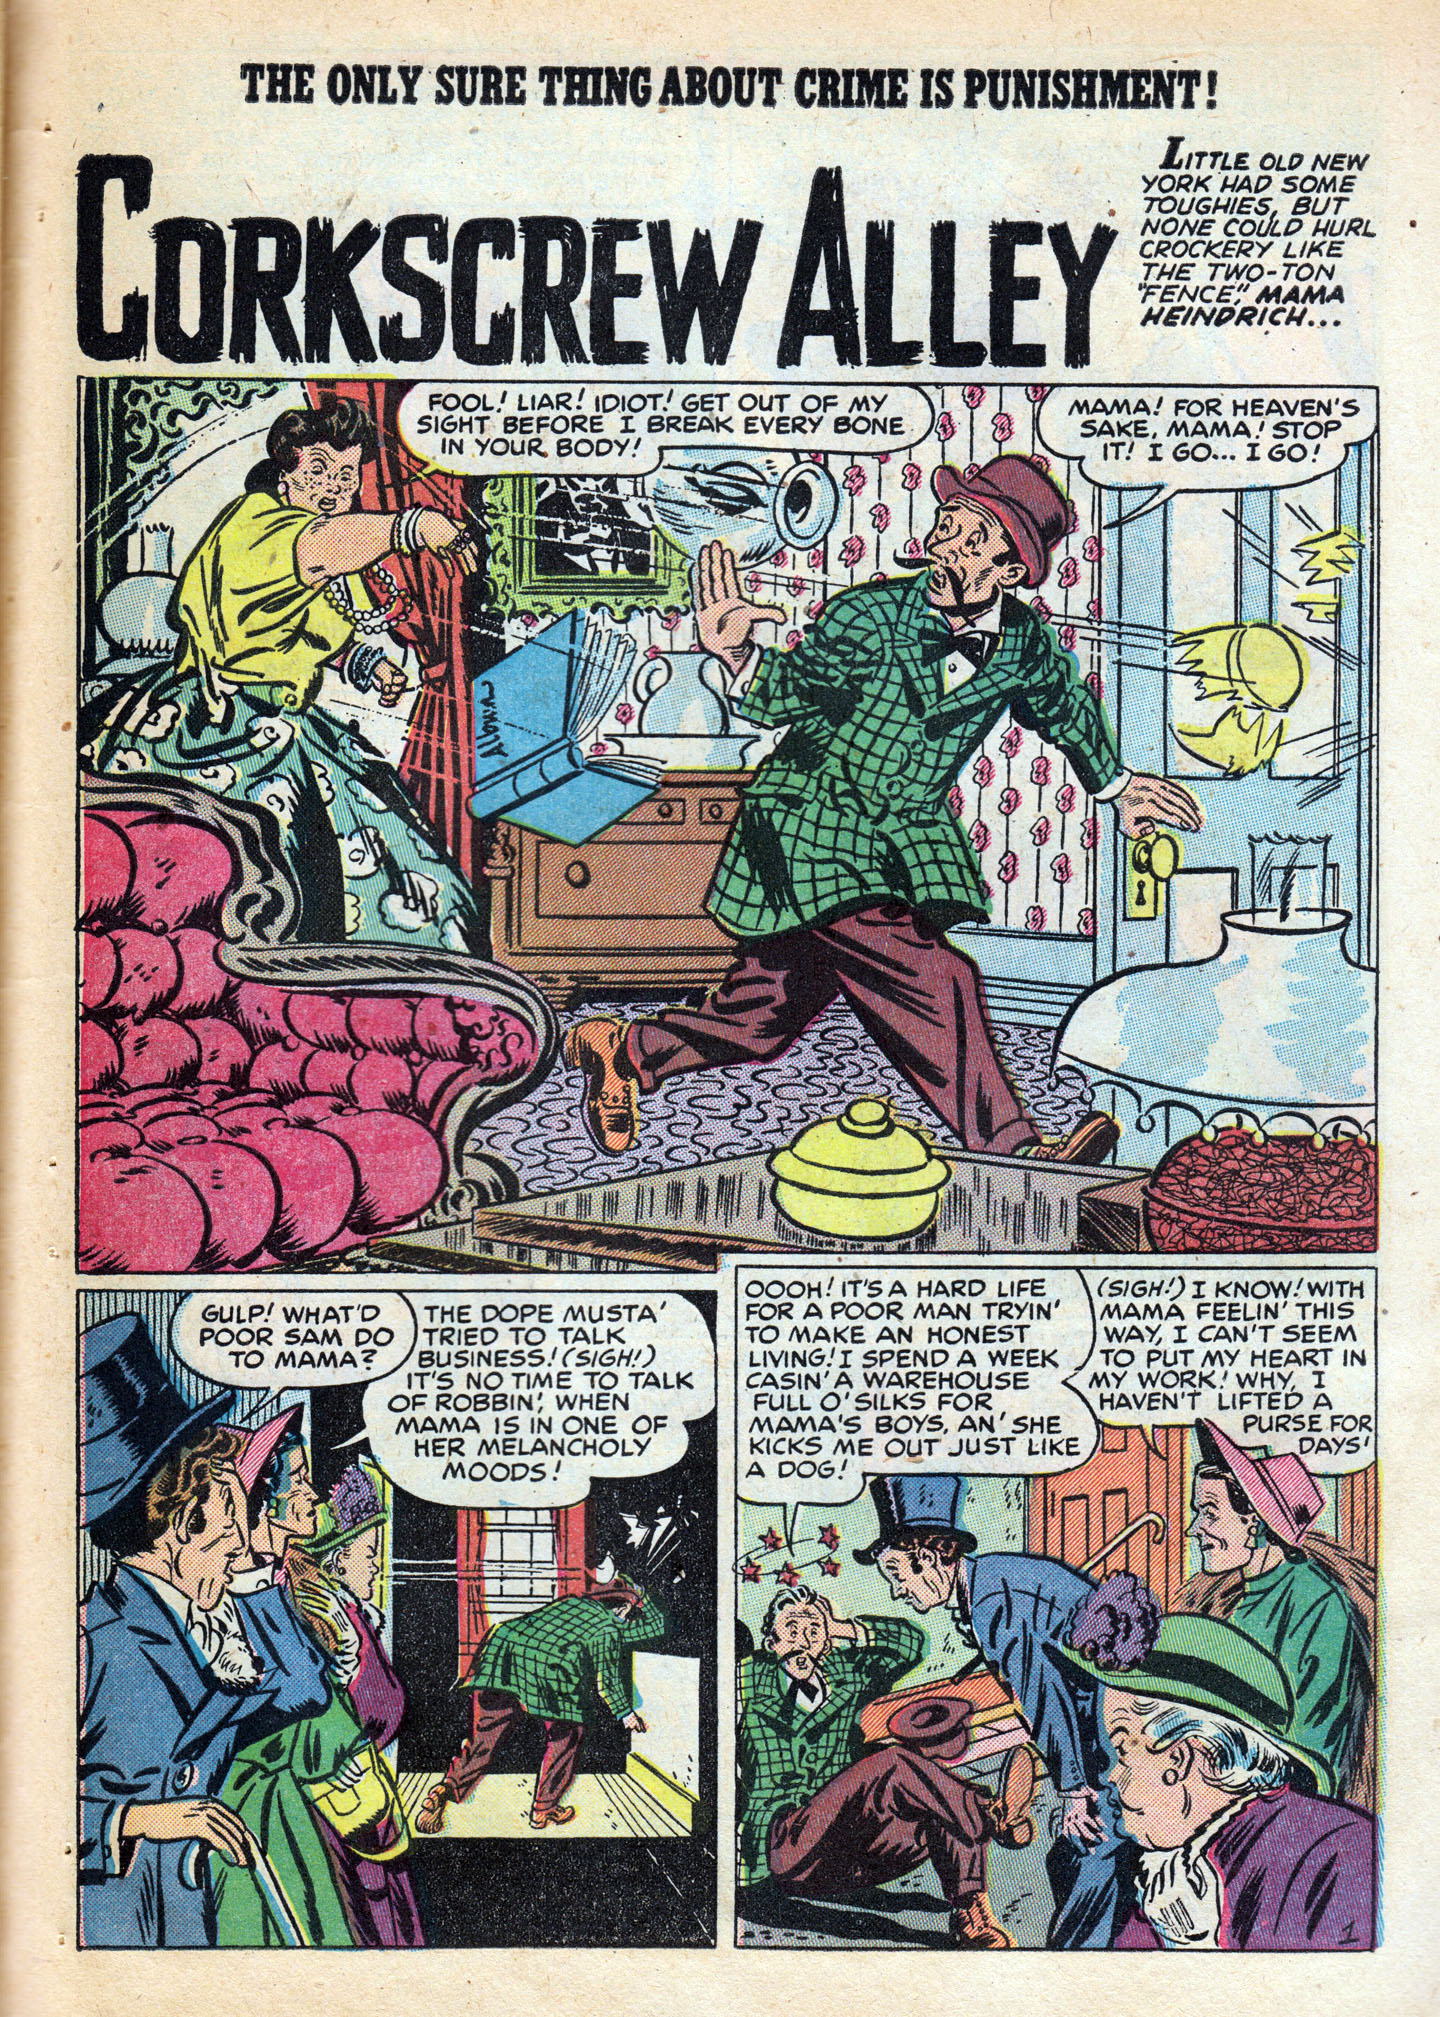 THE ONLY SURE THING ABOUT CRIME IS PUNISHMENT!
CORKSCREW ALLEY
LITTLE OLD NEW
YORK HAD SOME
TOUGHIES, BUT
NONE COULD HURL
CROCKERY LIKE
THE TWO-TON
"FENCE," MAMA
HEINDRICH...
FOOL! LIAR! IDIOT! GET OUT OF MY
SIGHT BEFORE I BREAK EVERY BONE
IN YOUR BODY!
MAMA! FOR HEAVEN'S
SAKE, MAMA! STOP
IT! I GO... I GO!
Album
GULP! WHAT'D
POOR SAM DO
TO MAMA?
THE DOPE MUSTA'
TRIED TO TALK
BUSINESS! (SIGH!)
IT'S NO TIME TO TALK
OF ROBBIN', WHEN
MAMA IS IN ONE OF
HER MELANCHOLY
MOODS!
OOOH! IT'S A HARD LIFE
FOR A POOR MAN TRYIN'
TO MAKE AN HONEST
LIVING! I SPEND A WEEK
CASIN' A WAREHOUSE
FULL O' SILKS FOR
MAMA'S BOYS, AN' SHE
KICKS ME OUT JUST LIKE
A DOG!
(SIGH!) I KNOW! WITH
MAMA FEELIN' THIS
WAY, I CAN'T SEEM
TO PUT MY HEART IN
MY WORK! WHY, I
HAVEN'T LIFTED A
PURSE FOR
DAYS!
1